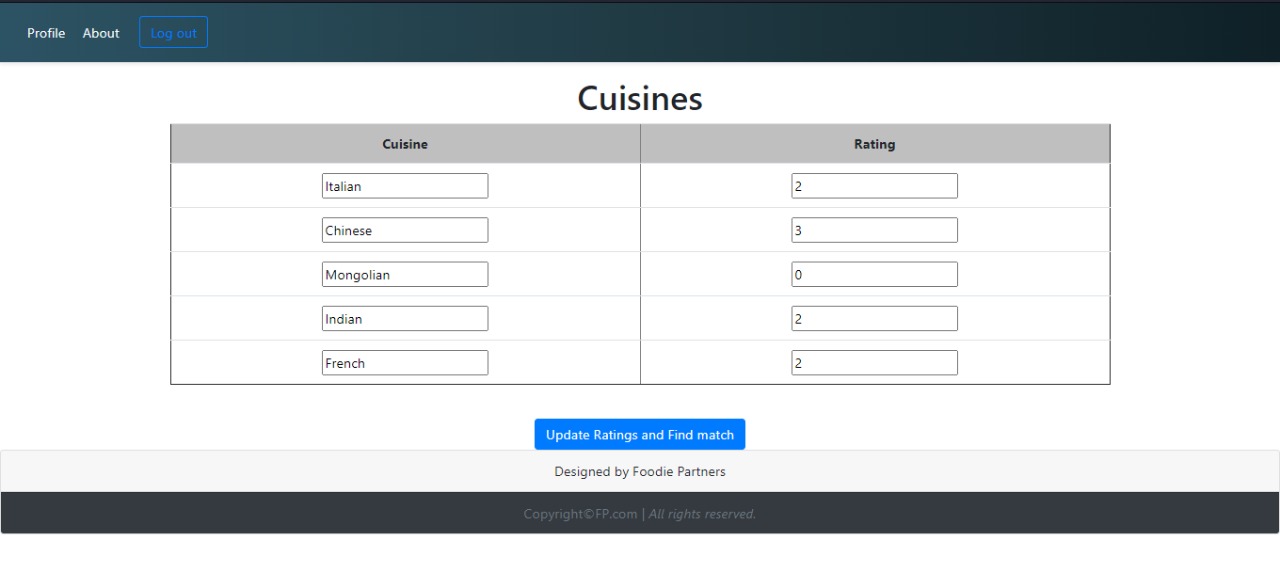 Profile About Log out
Cuisines
Cuisine Rating
Italian 2
Chinese 3
Mongolian 0
Indian 2
French 2
Update Ratings and Find match
Designed by Foodie Partners
Copyright©FP.com | All rights reserved.